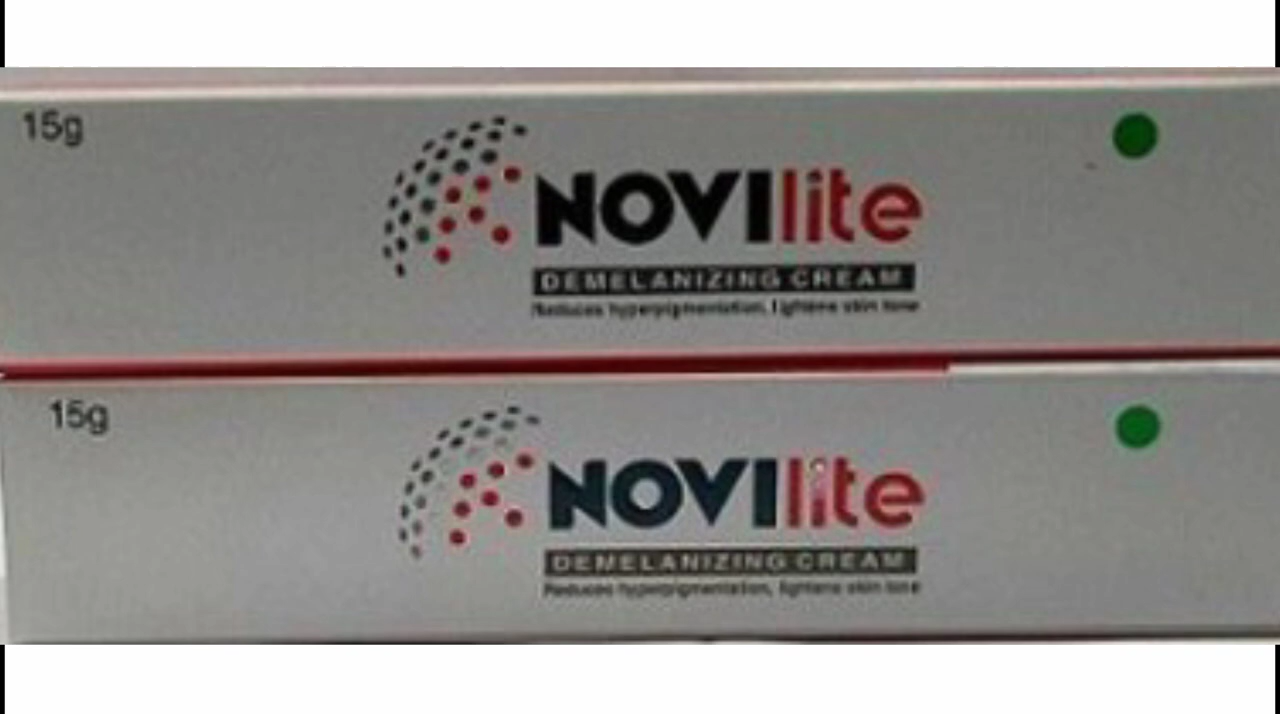 15g
NOVIlite
DEMELANIZING CREAM
Reduces hyperpigmentation, lightens skin tone
15g
NOVIlite
DEMELANIZING CREAM
Reduces hyperpigmentation, lightens skin tone